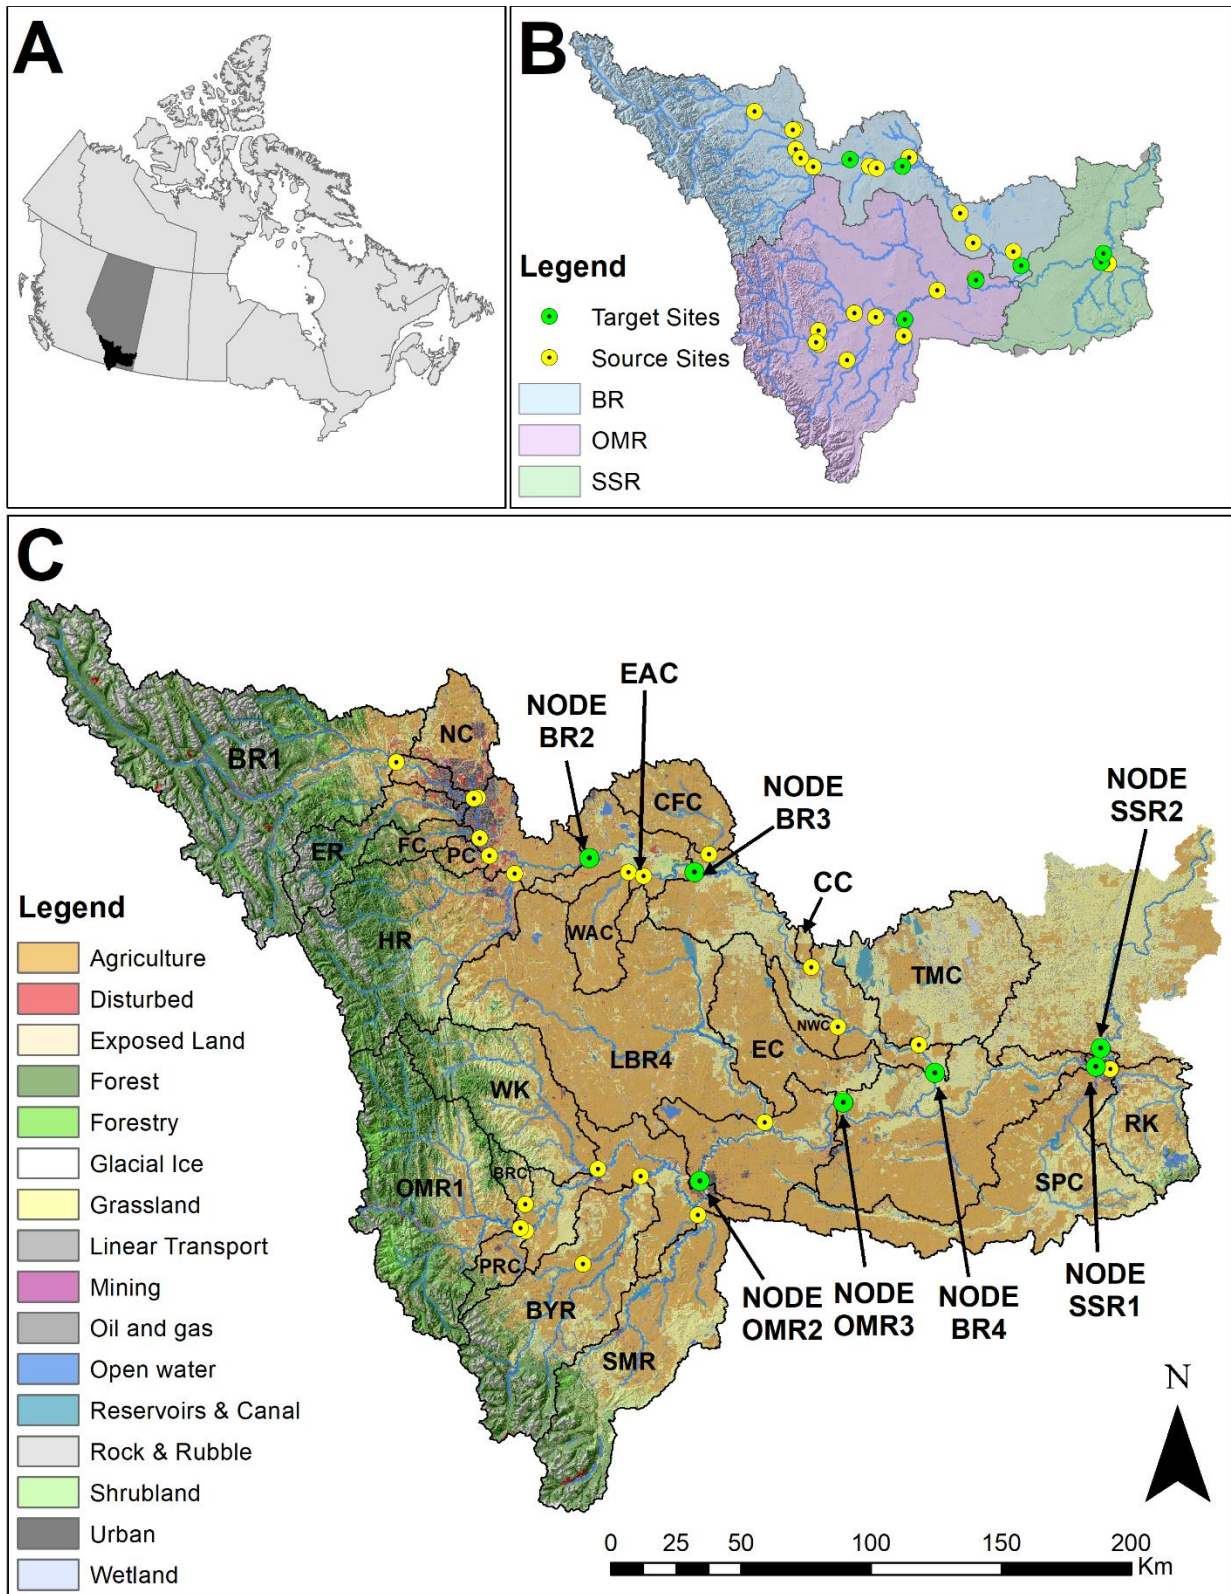 A
B
Legend
Target Sites
Source Sites
BR
OMR
SSR
C
EAC
NODE
BR2
NC
BR1
CFC
NODE
BR3
NODE
SSR2
ER
FC
PC
CC
HR
WAC
TMC
NWC
EC
LBR4
WK
RK
BRC
OMR1
SPC
PRC
BYR
SMR
NODE
OMR2
NODE
OMR3
NODE
BR4
NODE
SSR1
Legend
Agriculture
Disturbed
Exposed Land
Forest
Forestry
Glacial Ice
Grassland
Linear Transport
Mining
Oil and gas
Open water
Reservoirs & Canal
Rock & Rubble
Shrubland
Urban
Wetland
N
0 25 50 100 150 200
Km